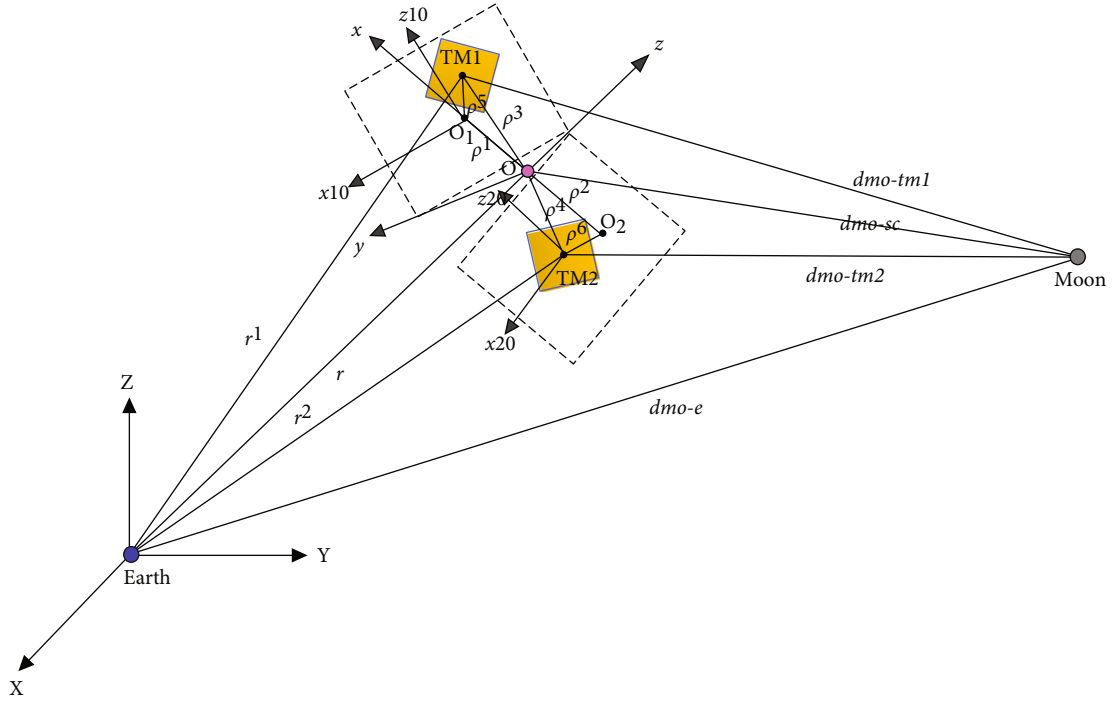 z10
x
z
TM1
ρ5
ρ3
O1
ρ1
O
x10
dmo-tm1
ρ2
z20
ρ4
O2
dmo-sc
ρ6
y
TM2
dmo-tm2
Moon
r1
x20
r
Z
r2
dmo-e
Y
Earth
X